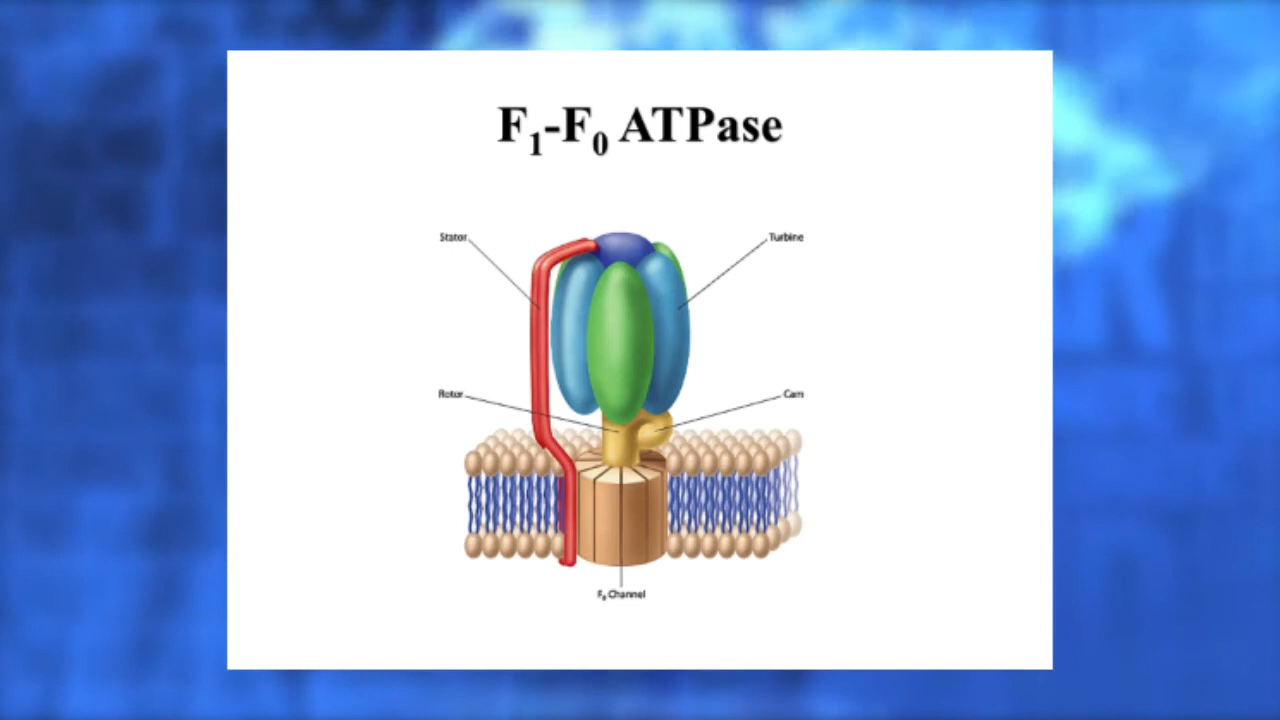 F₁-F₀ ATPase
Stator
Turbine
Rotor
Cam
F₀ Channel